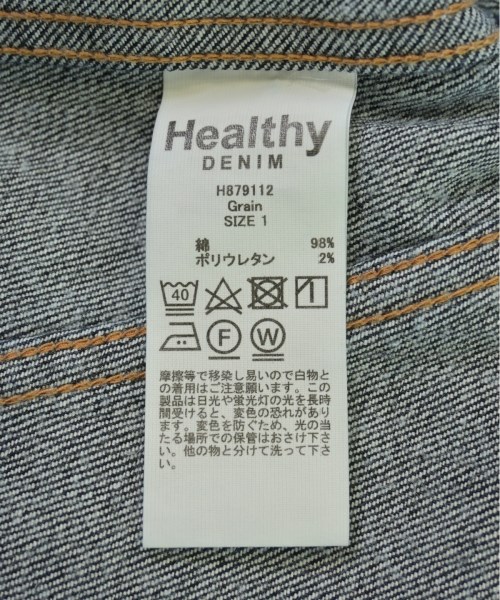 Healthy
DENIM
H879112
Grain
SIZE 1
綿 98%
ポリウレタン 2%
40
F W
摩擦等で移染し易いので白物と
の着用はご注意願います。この
製品は日光や蛍光灯の光を長時
間受けると、変色の恐れがあり
ます。変色を防ぐため、光の当
たる場所での保管はおさけ下さ
い。他の物と分けて洗って下さ
い。